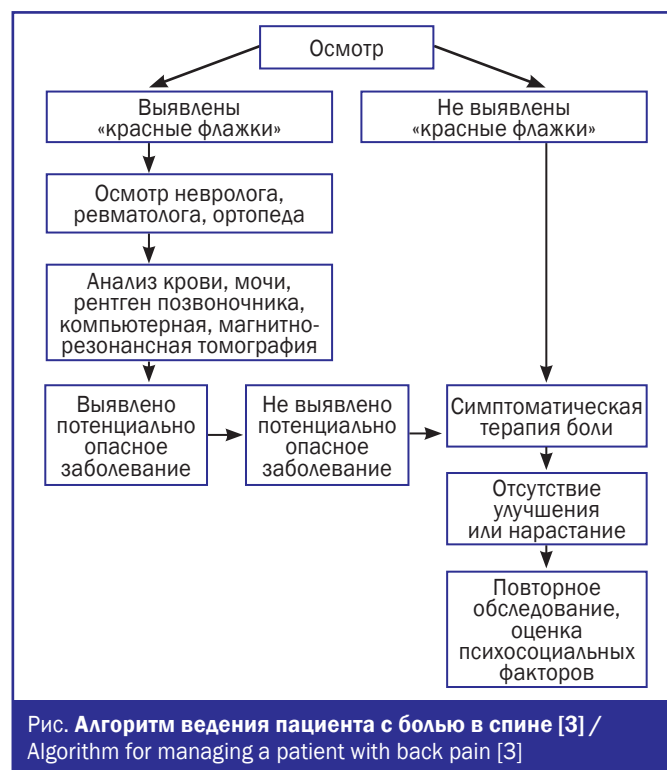 Осмотр
Выявлены
«красные флажки»
Не выявлены
«красные флажки»
Осмотр невролога,
ревматолога, ортопеда
Анализ крови, мочи,
рентген позвоночника,
компьютерная, магнитно-
резонансная томография
Выявлено
потенциально
опасное
заболевание
Не выявлено
потенциально
опасное
заболевание
Симптоматическая
терапия боли
Отсутствие
улучшения
или нарастание
Повторное
обследование,
оценка
психосоциальных
факторов
Рис. Алгоритм ведения пациента с болью в спине [3] /
Algorithm for managing a patient with back pain [3]